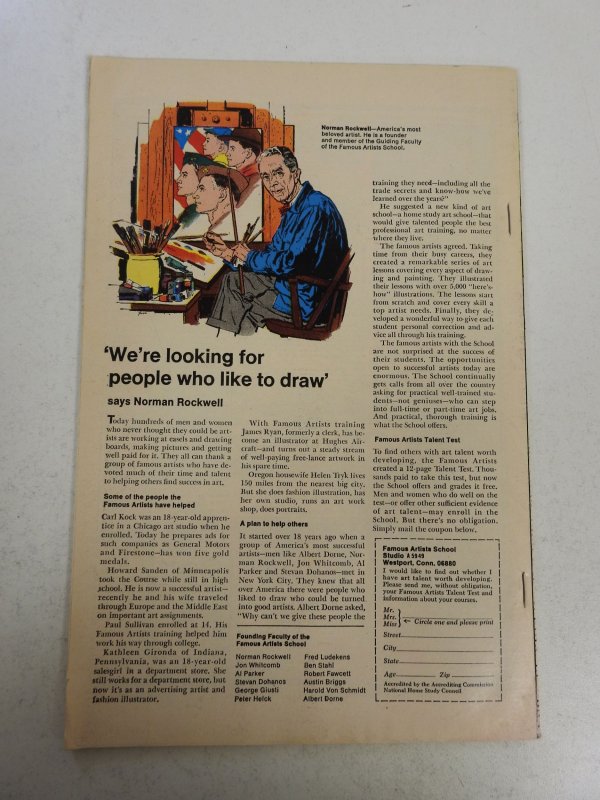 Norman Rockwell—America's most
beloved artist. He is a founder
and member of the Guiding Faculty
of the Famous Artists School.
'We're looking for
people who like to draw'
says Norman Rockwell
Today hundreds of men and women
who never thought they could be art-
ists are working at easels and drawing
boards, making pictures and getting
well paid for it. They all can thank a
group of famous artists who have de-
voted much of their time and talent
to helping others find success in art.
Some of the people the
Famous Artists have helped
Carl Kock was an 18-year-old appren-
tice in a Chicago art studio when he
enrolled. Today he prepares ads for
such companies as General Motors
and Firestone—has won five gold
medals.
Howard Sanden of Minneapolis
took the Course while still in high
school. He is now a successful artist—
recently he and his wife traveled
through Europe and the Middle East
on important art assignments.
Paul Sullivan enrolled at 14. His
Famous Artists training helped him
work his way through college.
Kathleen Gironda of Indiana,
Pennsylvania, was an 18-year-old
salesgirl in a department store. She
still works for a department store, but
now it's as an advertising artist and
fashion illustrator.
With Famous Artists training
James Ryan, formerly a clerk, has be-
come an illustrator at Hughes Air-
craft—and turns out a steady stream
of well-paying free-lance artwork in
his spare time.
Oregon housewife Helen Tryk lives
150 miles from the nearest big city.
But she does fashion illustration, has
her own studio, runs an art work
shop, does portraits.
A plan to help others
It started over 18 years ago when a
group of America's most successful
artists—men like Albert Dorne, Nor-
man Rockwell, Jon Whitcomb, Al
Parker and Stevan Dohanos—met in
New York City. They knew that all
over America there were people who
liked to draw who could be turned
into good artists. Albert Dorne asked,
"Why can't we give these people the
Founding Faculty of the
Famous Artists School
Norman Rockwell
Jon Whitcomb
Al Parker
Stevan Dohanos
George Giusti
Peter Helck
Fred Ludekens
Ben Stahl
Robert Fawcett
Austin Briggs
Harold Von Schmidt
Albert Dorne
training they need—including all the
trade secrets and know-how we've
learned over the years?"
He suggested a new kind of art
school—a home study art school—that
would give talented people the best
professional art training, no matter
where they live.
The famous artists agreed. Taking
time from their busy careers, they
created a remarkable series of art
lessons covering every aspect of draw-
ing and painting. They illustrated
their lessons with over 5,000 "here's-
how" illustrations. The lessons start
from scratch and cover every skill a
top artist needs. Finally, they de-
veloped a wonderful way to give each
student personal correction and ad-
vice all through his training.
The famous artists with the School
are not surprised at the success of
their students. The opportunities
open to successful artists today are
enormous. The School continually
gets calls from all over the country
asking for practical well-trained stu-
dents—not geniuses—who can step
into full-time or part-time art jobs.
And practical, thorough training is
what the School offers.
Famous Artists Talent Test
To find others with art talent worth
developing, the Famous Artists
created a 12-page Talent Test. Thou-
sands paid to take this test, but now
the School offers and grades it free.
Men and women who do well on the
test—or offer other sufficient evidence
of art talent—may enroll in the
School. But there's no obligation.
Simply mail the coupon below.
Famous Artists School
Studio A 5949
Westport, Conn. 06880
I would like to find out whether I
have art talent worth developing.
Please send me, without obligation,
your Famous Artists Talent Test and
information about your courses.
Mr.
Mrs.
Miss
Circle one and please print
Street
City
State
Age Zip
Accredited by the Accrediting Commission
National Home Study Council